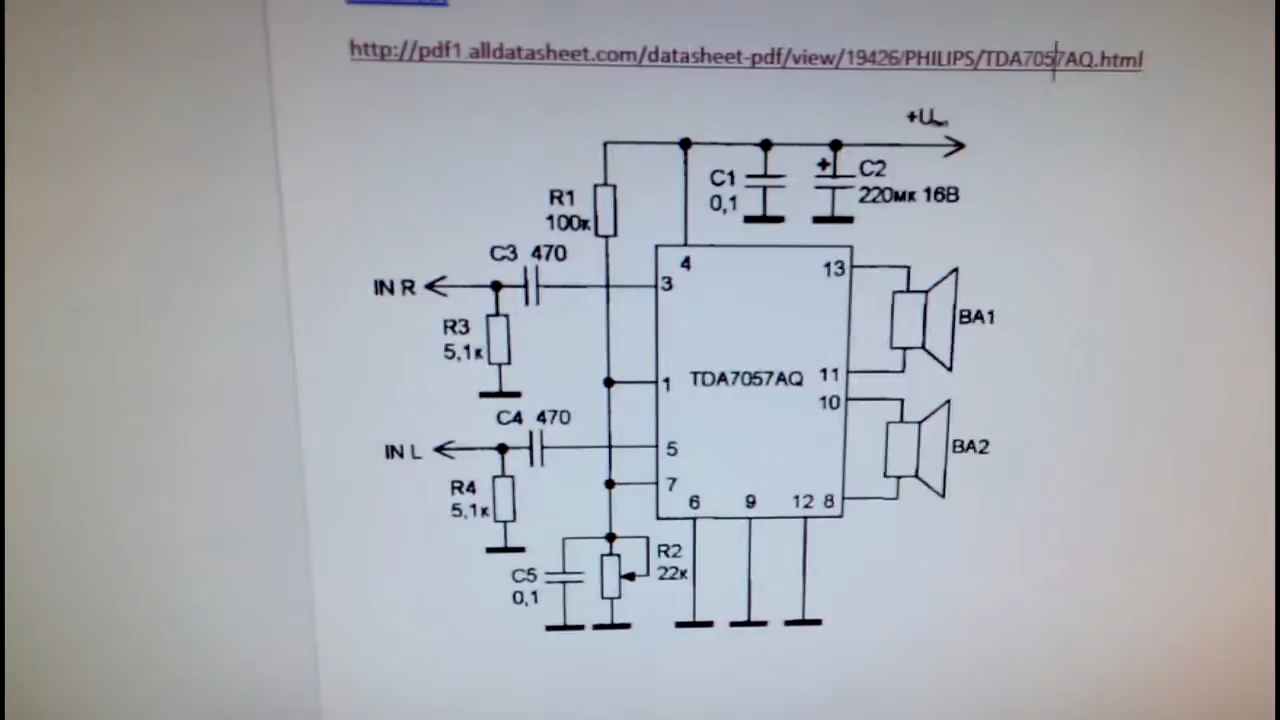 http://pdf1.alldatasheet.com/datasheet-pdf/view/19426/PHILIPS/TDA7057AQ.html
C1
0,1
C2
220мк 16В
R1
100к
C3 470
IN R
R3
5,1к
4
3
13
BA1
1
TDA7057AQ
11
10
C4 470
IN L
5
BA2
R4
5,1к
7
6
9
12
8
R2
22к
C5
0,1